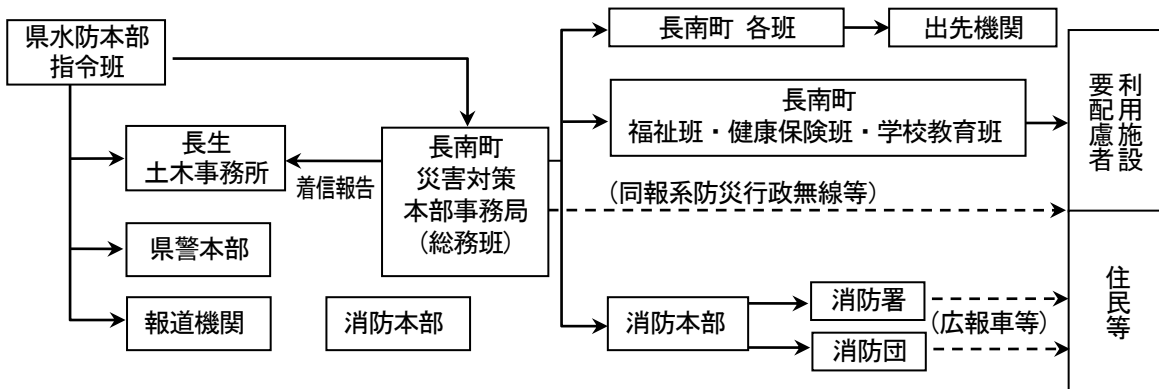 県水防本部
指令班
長生
土木事務所
県警本部
報道機関
着信報告
消防本部
長南町
災害対策
本部事務局
(総務班)
長南町 各班
出先機関
長南町
福祉班・健康保険班・学校教育班
(同報系防災行政無線等)
消防本部
消防署
消防団
(広報車等)
要配慮者
利用施設
住民等